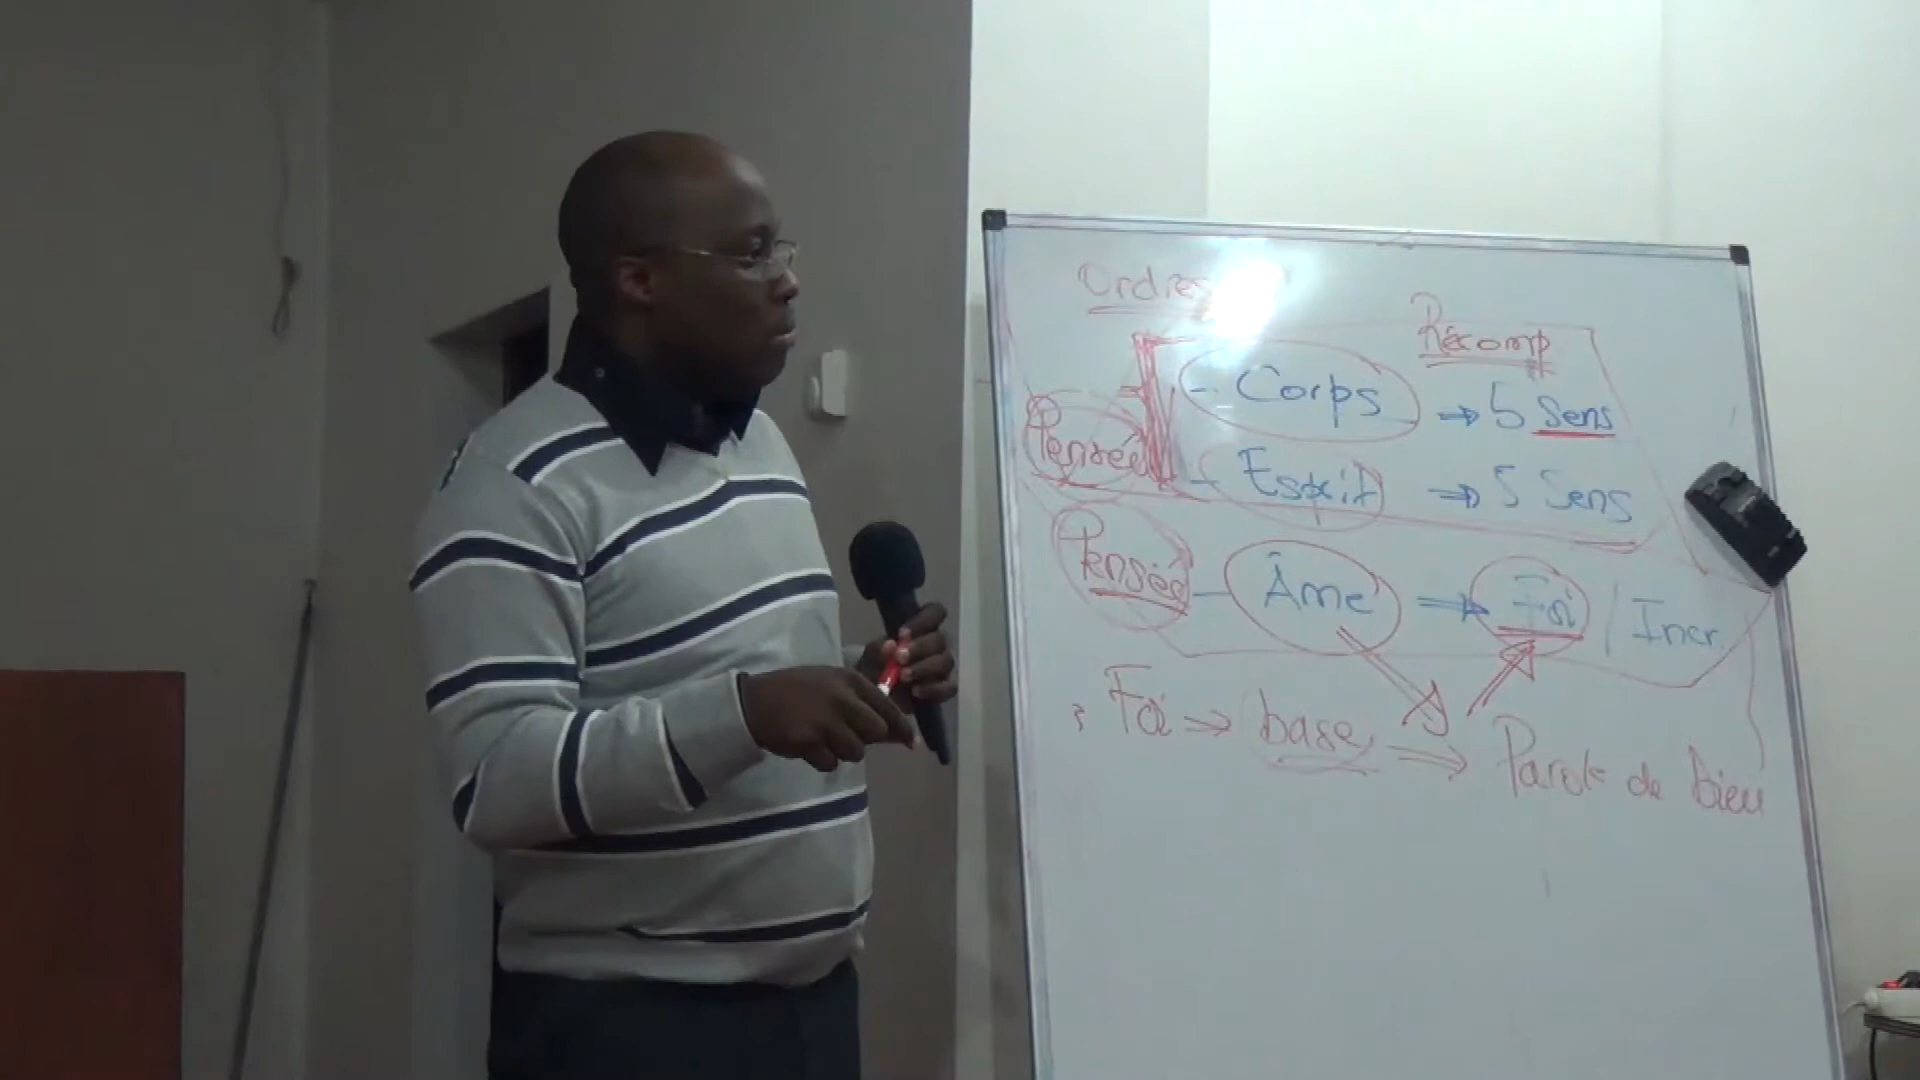 Ordres
Récomp
Pensée
- Corps ⇒ 5 Sens
- Esprit ⇒ 5 Sens
Pensée - Âme ⇒ Foi / Incr.
Foi ⇒ base ⇒ Parole de Dieu